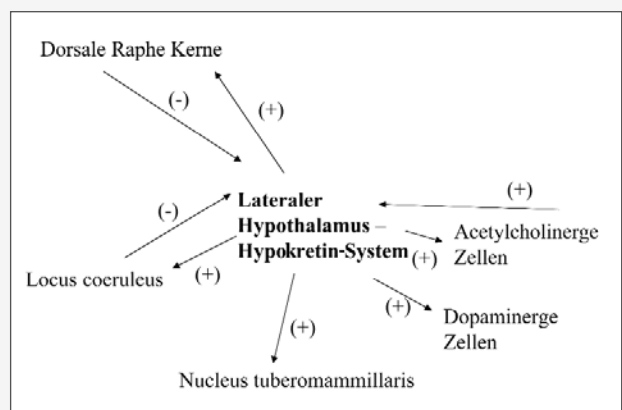 Dorsale Raphe Kerne
(-)
(+)
(+)
Lateraler
Hypothalamus –
Hypokretin-System
(-)
(+)
(+)
Acetylcholinerge
Zellen
Locus coeruleus
(+)
(+)
Dopaminerge
Zellen
Nucleus tuberomammillaris